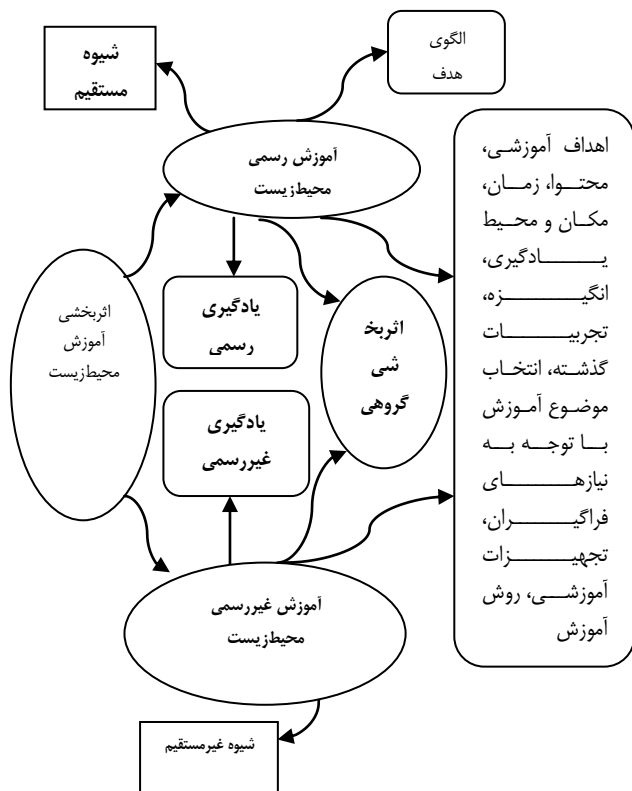 شیوه
مستقیم
الگوی
هدف
آموزش رسمی
محیط‌زیست
اهداف آموزشی،
محتوا، زمان،
مکان و محیط
یادگیری،
انگیزه،
تجربیات
گذشته، انتخاب
موضوع آموزش
با توجه به
نیازهای
فراگیران،
تجهیزات
آموزشی، روش
آموزش
یادگیری
رسمی
اثربخ
شی
گروهی
اثربخشی
آموزش
محیط‌زیست
یادگیری
غیررسمی
آموزش غیررسمی
محیط‌زیست
شیوه غیرمستقیم